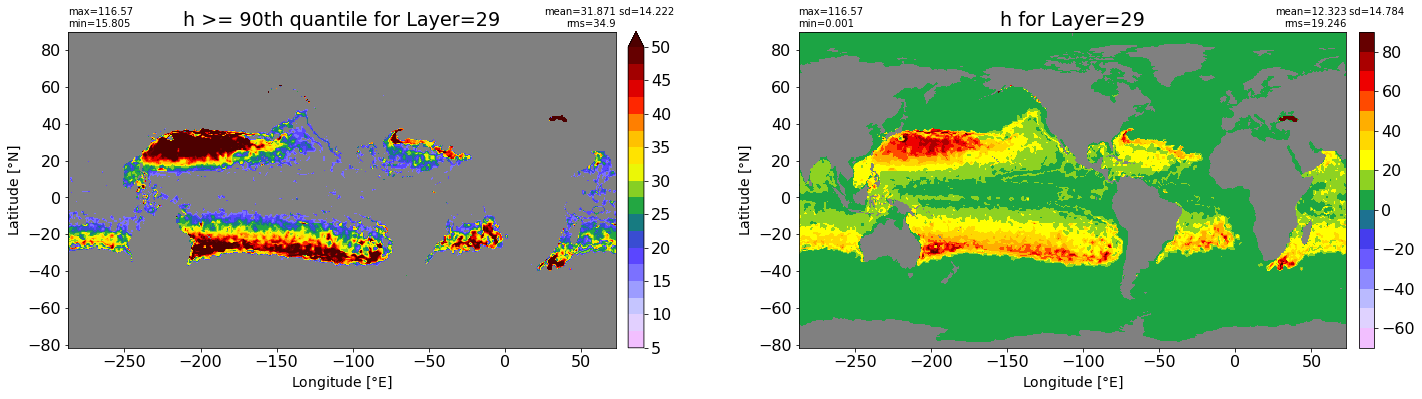 max=116.57
min=15.805
h >= 90th quantile for Layer=29
mean=31.871 sd=14.222
rms=34.9
80
60
40
20
0
−20
−40
−60
−80
Latitude [°N]
−250 −200 −150 −100 −50 0 50
Longitude [°E]
50
45
40
35
30
25
20
15
10
5
max=116.57
min=0.001
h for Layer=29
mean=12.323 sd=14.784
rms=19.246
80
60
40
20
0
−20
−40
−60
−80
Latitude [°N]
−250 −200 −150 −100 −50 0 50
Longitude [°E]
80
60
40
20
0
−20
−40
−60